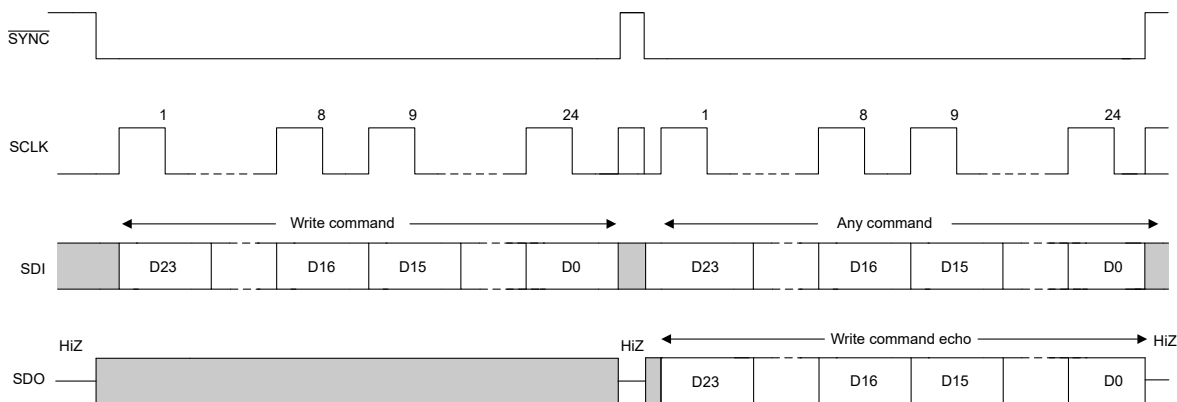 SYNC
1 8 9 24 1 8 9 24
SCLK
Write command Any command
SDI D23 D16 D15 D0 D23 D16 D15 D0
HiZ HiZ Write command echo HiZ
SDO D23 D16 D15 D0